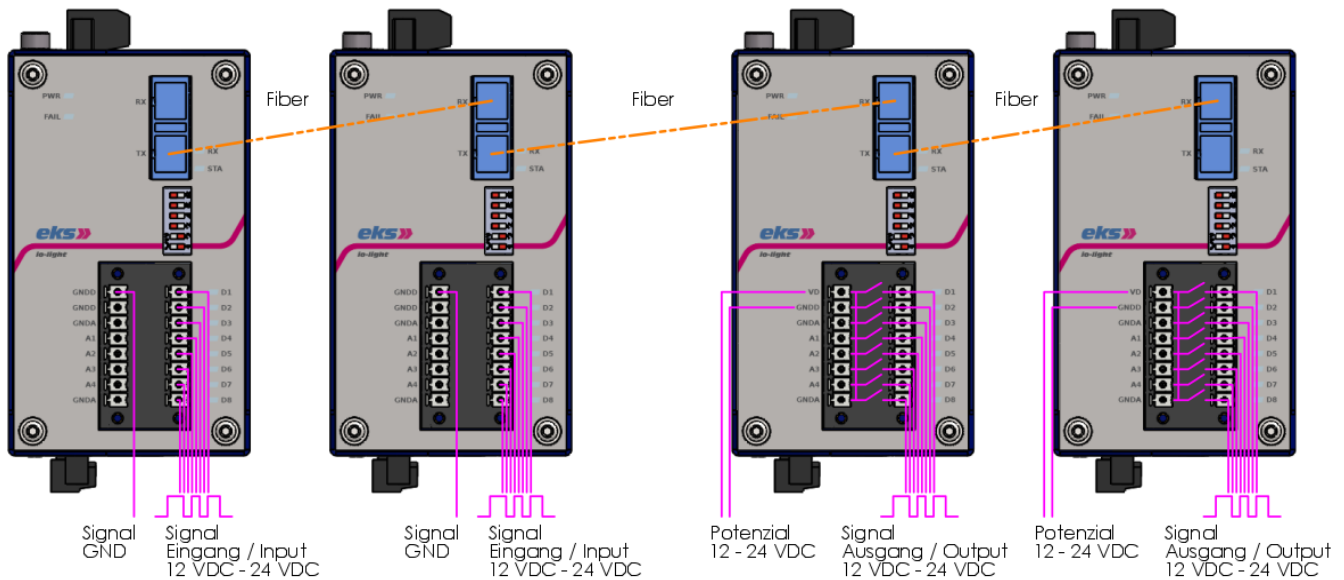 Fiber
Fiber
Fiber
PWR
FAIL
RX
TX
RX
STA
eks
io-light
GNDD
GNDD
GNDA
A1
A2
A3
A4
GNDA
D1
D2
D3
D4
D5
D6
D7
D8
Signal
GND
Signal
Eingang / Input
12 VDC - 24 VDC
PWR
FAIL
RX
TX
RX
STA
eks
io-light
GNDD
GNDD
GNDA
A1
A2
A3
A4
GNDA
D1
D2
D3
D4
D5
D6
D7
D8
Signal
GND
Signal
Eingang / Input
12 VDC - 24 VDC
PWR
FAIL
RX
TX
RX
STA
eks
io-light
VD
GNDD
GNDA
A1
A2
A3
A4
GNDA
D1
D2
D3
D4
D5
D6
D7
D8
Potenzial
12 - 24 VDC
Signal
Ausgang / Output
12 VDC - 24 VDC
PWR
FAIL
RX
TX
RX
STA
eks
io-light
VD
GNDD
GNDA
A1
A2
A3
A4
GNDA
D1
D2
D3
D4
D5
D6
D7
D8
Potenzial
12 - 24 VDC
Signal
Ausgang / Output
12 VDC - 24 VDC